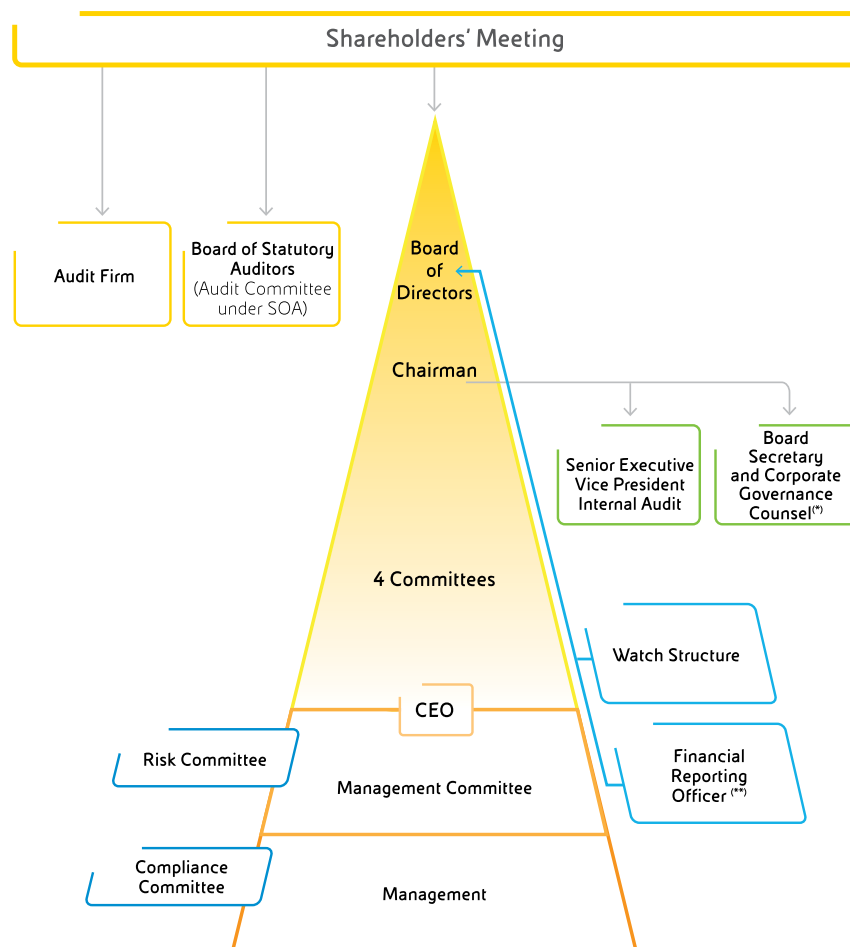 Shareholders’ Meeting
Audit Firm
Board of Statutory
Auditors
(Audit Committee
under SOA)
Board
of
Directors
Chairman
Senior Executive
Vice President
Internal Audit
Board
Secretary
and Corporate
Governance
Counsel(*)
4 Committees
Watch Structure
CEO
Risk Committee
Management Committee
Financial
Reporting
Officer (**)
Compliance
Committee
Management